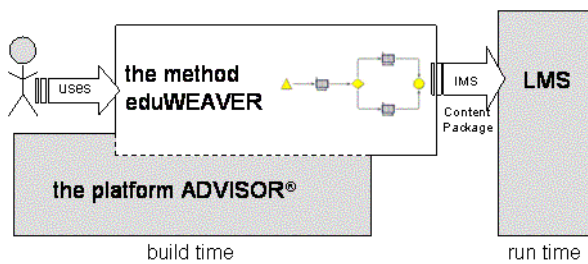 uses
the method
eduWEAVER
IMS
Content
Package
LMS
the platform ADVISOR®
build time
run time